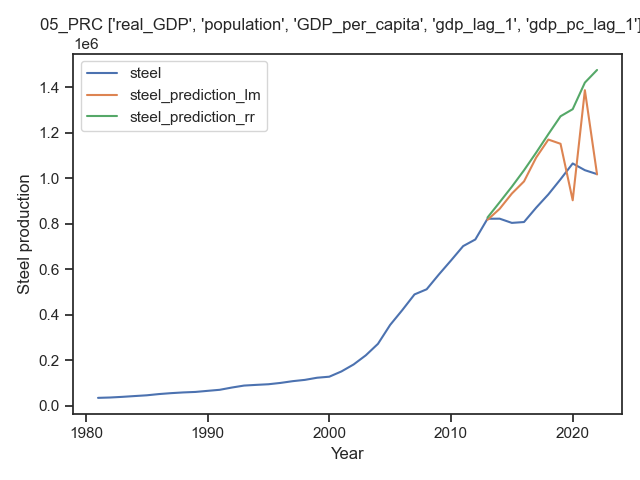 05_PRC ['real_GDP', 'population', 'GDP_per_capita', 'gdp_lag_1', 'gdp_pc_lag_1']
1e6
steel
steel_prediction_lm
steel_prediction_rr
1.4
1.2
1.0
0.8
0.6
0.4
0.2
0.0
Steel production
1980
1990
2000
2010
2020
Year